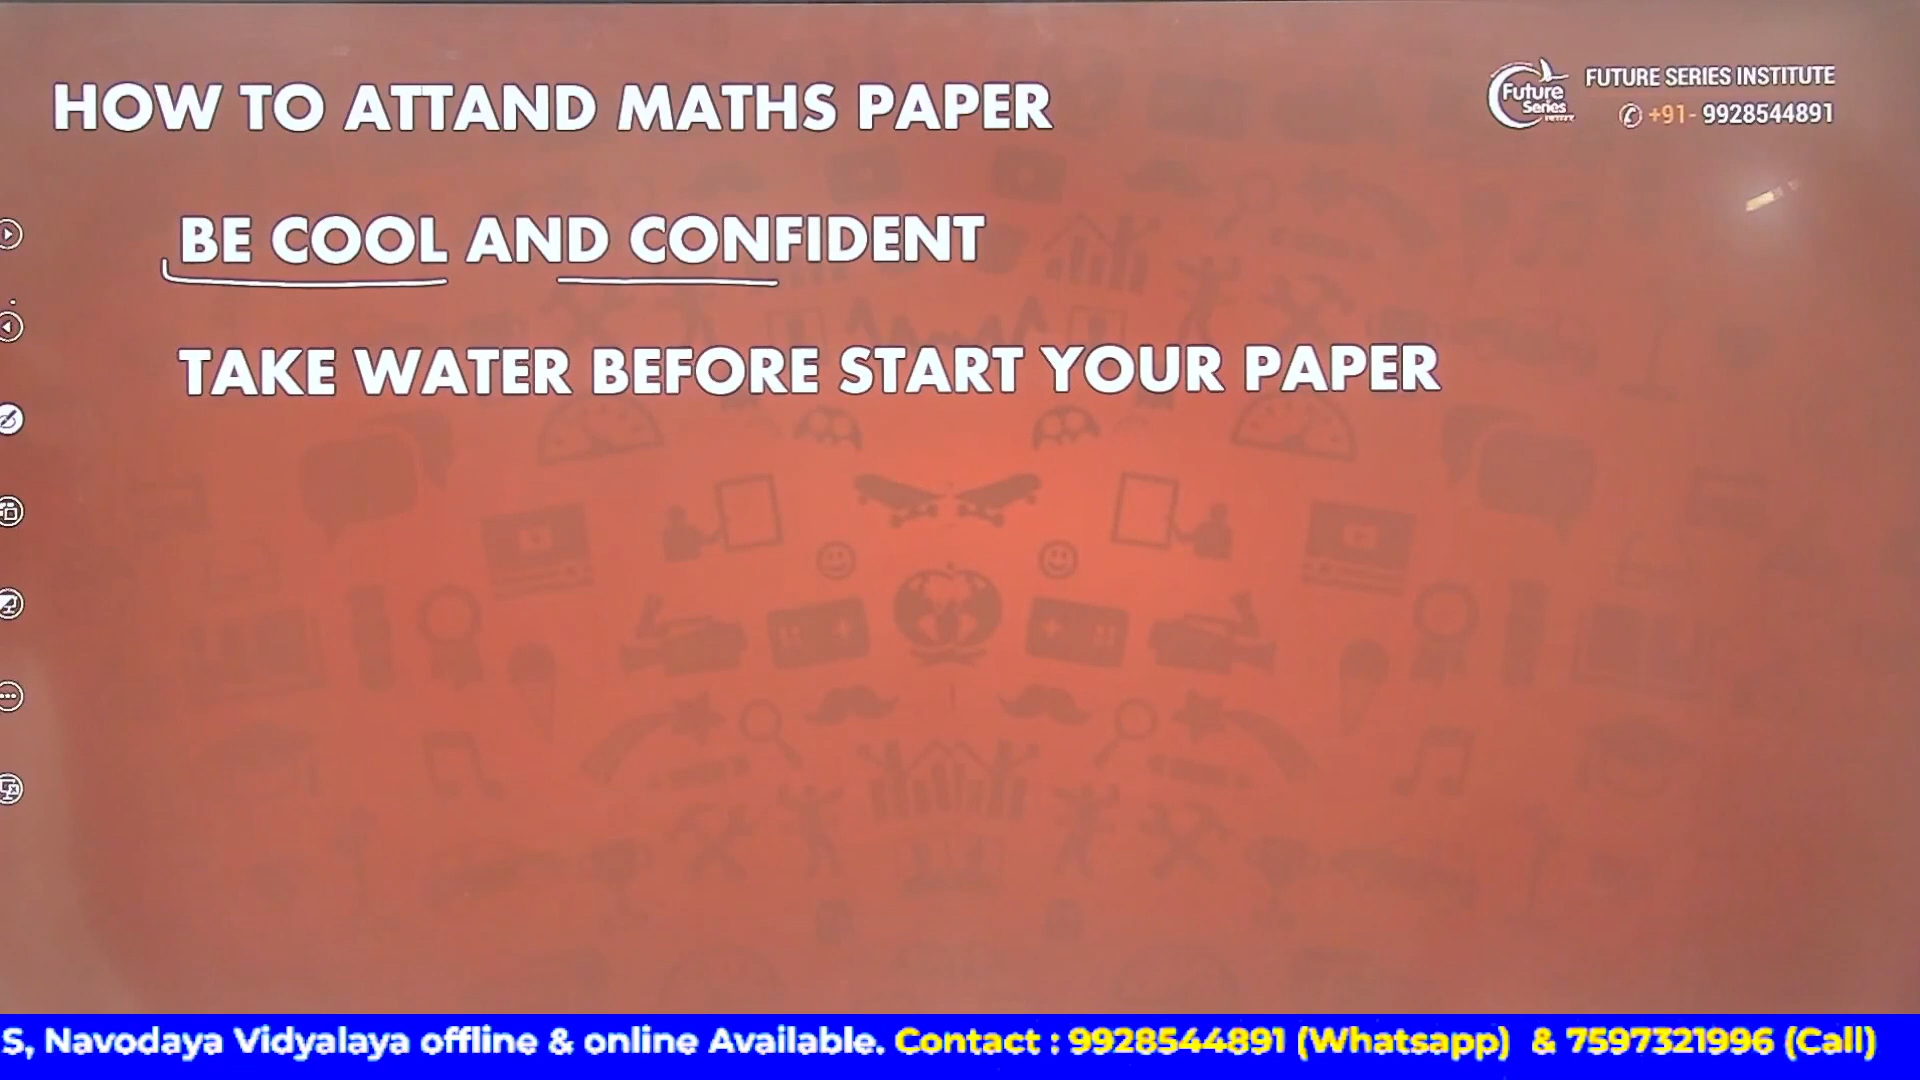 HOW TO ATTAND MATHS PAPER
Future
Series
FUTURE SERIES INSTITUTE
+91- 9928544891
BE COOL AND CONFIDENT
TAKE WATER BEFORE START YOUR PAPER
S, Navodaya Vidyalaya offline & online Available. Contact : 9928544891 (Whatsapp) & 7597321996 (Call)